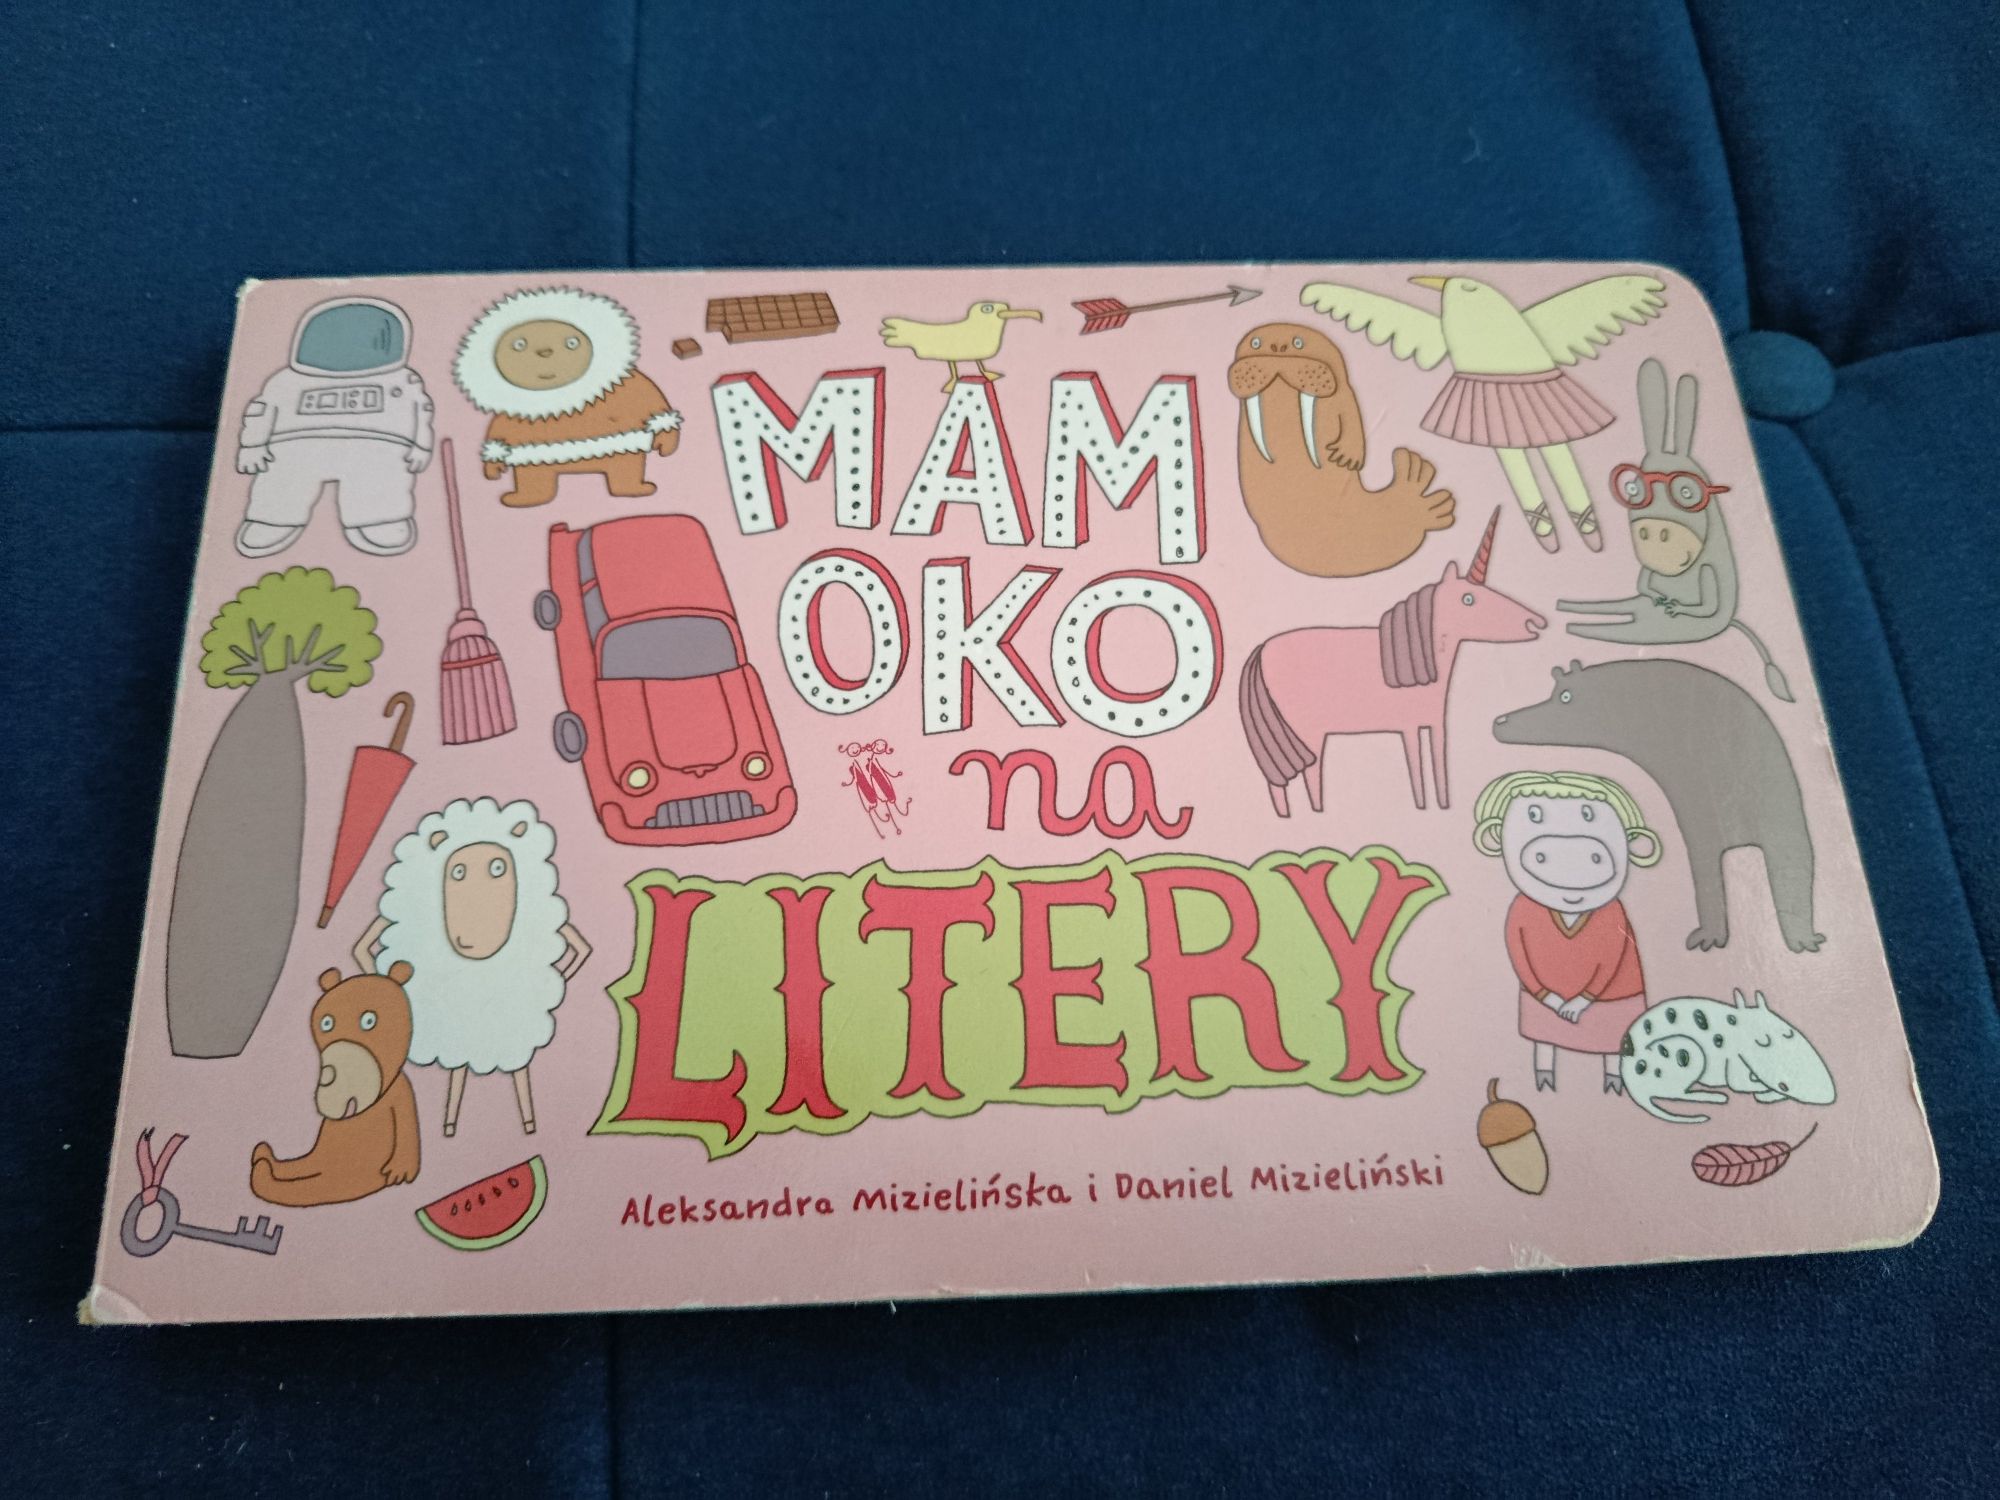 MAM
OKO
na
LITERY
Aleksandra Mizielińska i Daniel Mizieliński